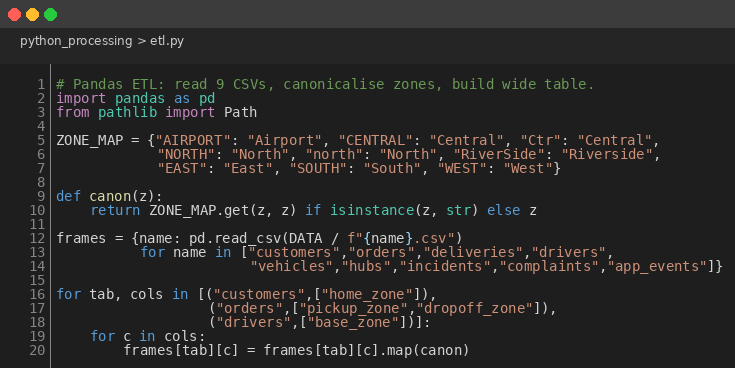 python_processing > etl.py
1 # Pandas ETL: read 9 CSVs, canonicalise zones, build wide table.
2 import pandas as pd
3 from pathlib import Path
4
5 ZONE_MAP = {"AIRPORT": "Airport", "CENTRAL": "Central", "Ctr": "Central",
6             "NORTH": "North", "north": "North", "RiverSide": "Riverside",
7             "EAST": "East", "SOUTH": "South", "WEST": "West"}
8
9 def canon(z):
10     return ZONE_MAP.get(z, z) if isinstance(z, str) else z
11
12 frames = {name: pd.read_csv(DATA / f"{name}.csv")
13           for name in ["customers","orders","deliveries","drivers",
14                        "vehicles","hubs","incidents","complaints","app_events"]}
15
16 for tab, cols in [("customers",["home_zone"]),
17                   ("orders",["pickup_zone","dropoff_zone"]),
18                   ("drivers",["base_zone"])]:
19     for c in cols:
20         frames[tab][c] = frames[tab][c].map(canon)